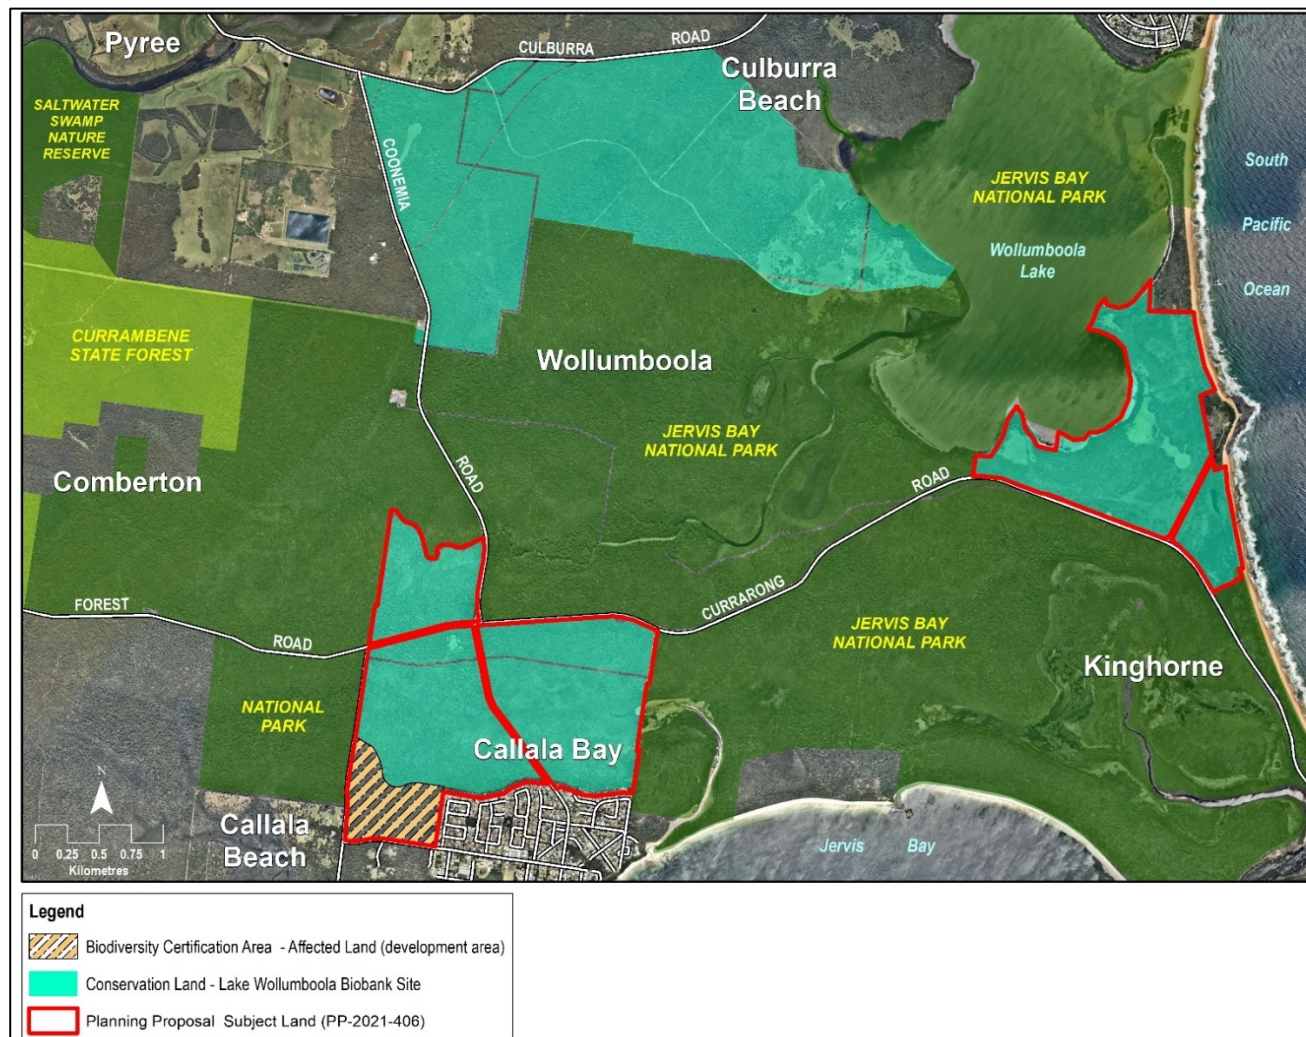 Pyree
CULBURRA
ROAD
Culburra
Beach
SALTWATER
SWAMP
NATURE
RESERVE
COONEMIA
South
Pacific
Ocean
JERVIS BAY
NATIONAL PARK
Wollumboola
Lake
CURRAMBENE
STATE FOREST
Wollumboola
JERVIS BAY
NATIONAL PARK
Comberton
ROAD
ROAD
CURRARONG
FOREST
ROAD
JERVIS BAY
NATIONAL PARK
Kinghorne
NATIONAL
PARK
Callala Bay
Callala
Beach
Jervis Bay
N
0 0.25 0.5 0.75 1
Kilometres
Legend
Biodiversity Certification Area - Affected Land (development area)
Conservation Land - Lake Wollumboola Biobank Site
Planning Proposal Subject Land (PP-2021-406)